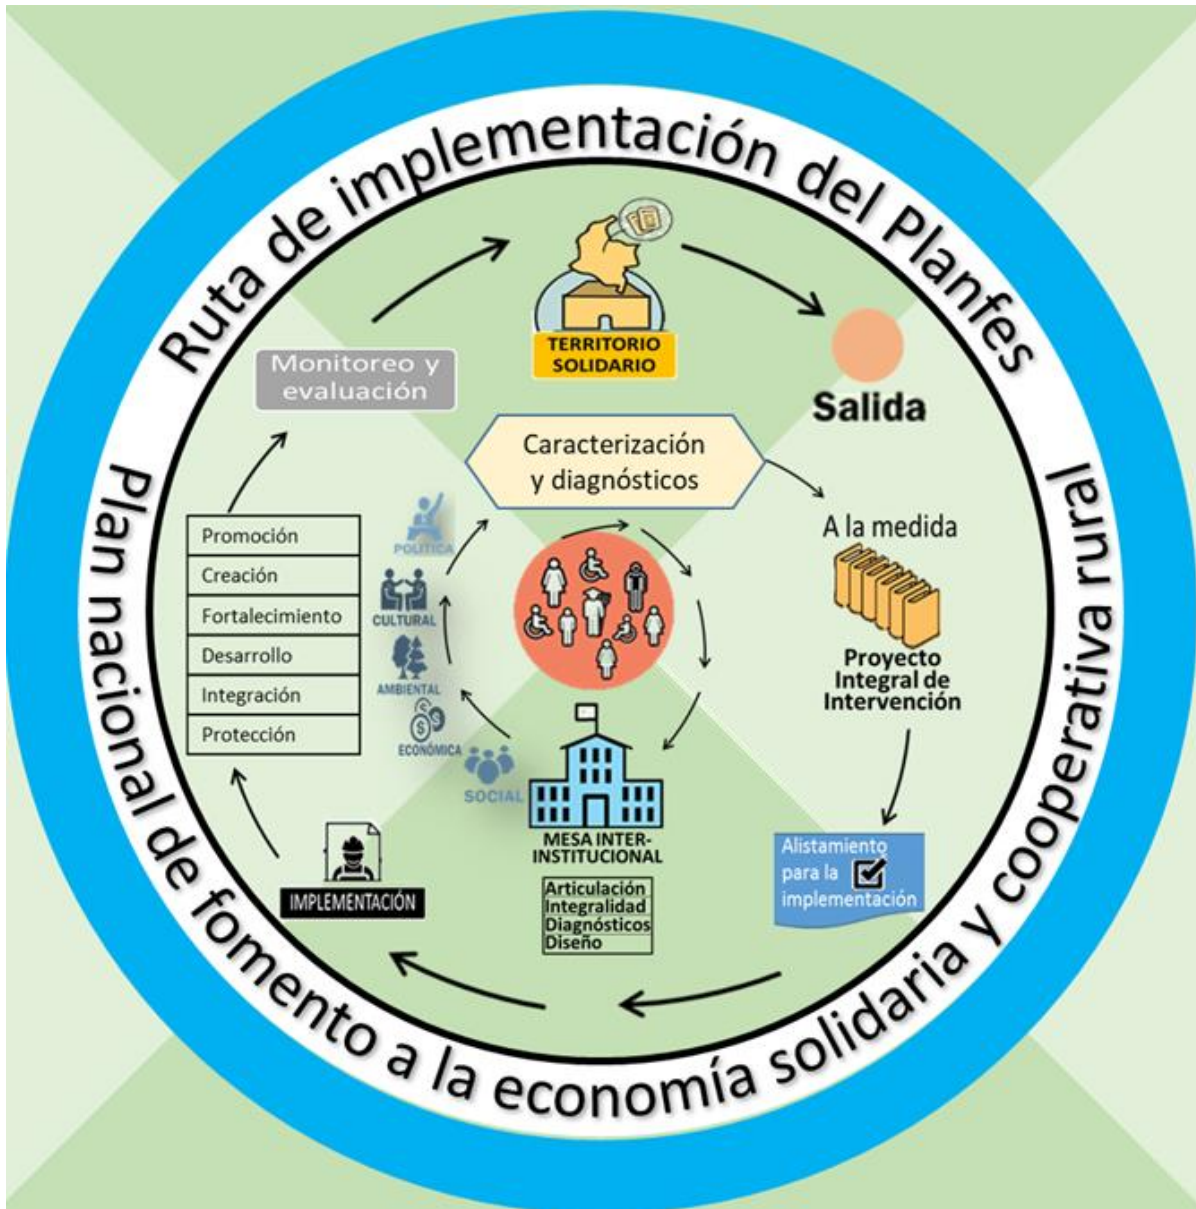 Ruta de implementación del Planfes
Plan nacional de fomento a la economía solidaria y cooperativa rural
TERRITORIO
SOLIDARIO
Salida
Monitoreo y
evaluación
Caracterización
y diagnósticos
A la medida
Proyecto
Integral de
Intervención
Alistamiento
para la
implementación
IMPLEMENTACIÓN
Promoción
Creación
Fortalecimiento
Desarrollo
Integración
Protección
POLÍTICA
CULTURAL
AMBIENTAL
ECONÓMICA
SOCIAL
MESA INTER-
INSTITUCIONAL
Articulación
Integralidad
Diagnósticos
Diseño